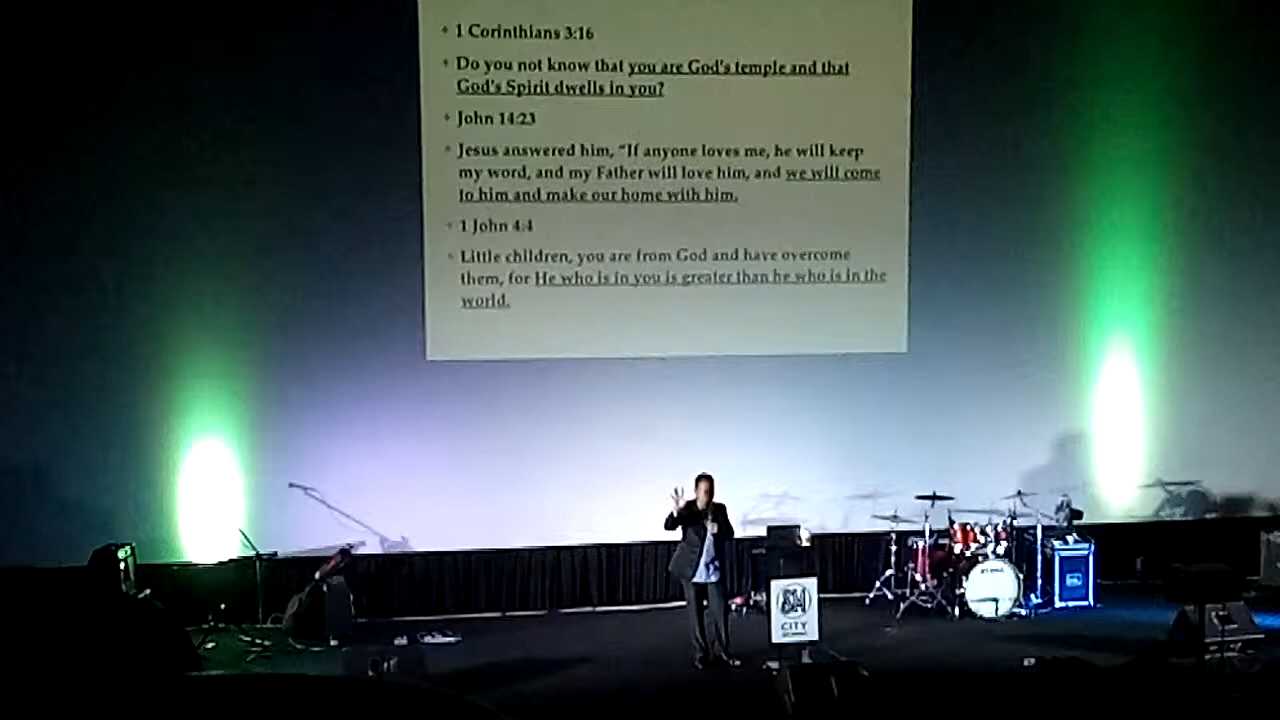 1 Corinthians 3:16
Do you not know that you are God's temple and that
God's Spirit dwells in you?
John 14:23
Jesus answered him, "If anyone loves me, he will keep
my word, and my Father will love him, and we will come
to him and make our home with him.
1 John 4:4
Little children, you are from God and have overcome
them, for He who is in you is greater than he who is in the
world.
SM
CITY
TAMA